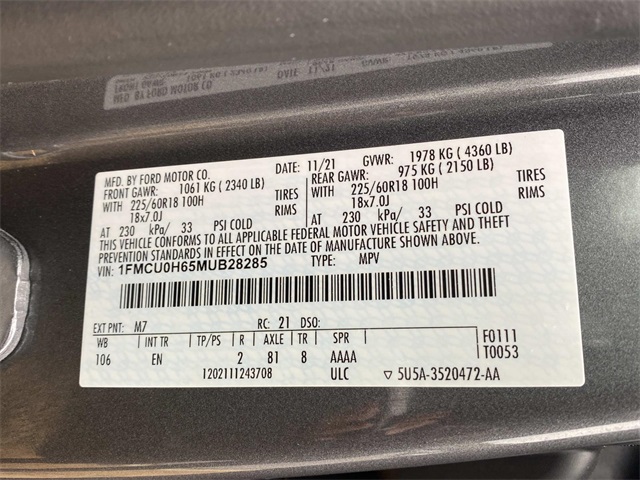 MFD. BY FORD MOTOR CO.
DATE 11/21
GVWR: 1978 KG ( 4360 LB)
FRONT GAWR: 1061 KG ( 2340 LB)
REAR GAWR: 975 KG ( 2150 LB)
WITH 225/60R18 100H TIRES
WITH 225/60R18 100H TIRES
18x7.0J RIMS
18x7.0J RIMS
AT 230 kPa/ 33 PSI COLD
AT 230 kPa/ 33 PSI COLD
THIS VEHICLE CONFORMS TO ALL APPLICABLE FEDERAL MOTOR VEHICLE SAFETY AND THEFT
PREVENTION STANDARDS IN EFFECT ON THE DATE OF MANUFACTURE SHOWN ABOVE.
VIN: 1FMCU0H65MUB28285
TYPE: MPV
EXT PNT: M7 RC: 21 DSO:
F0111
T0053
WB INT TR TP/PS R AXLE TR SPR
106 EN 2 81 8 AAAA
1202111243708 ULC ▽ 5U5A-3520472-AA